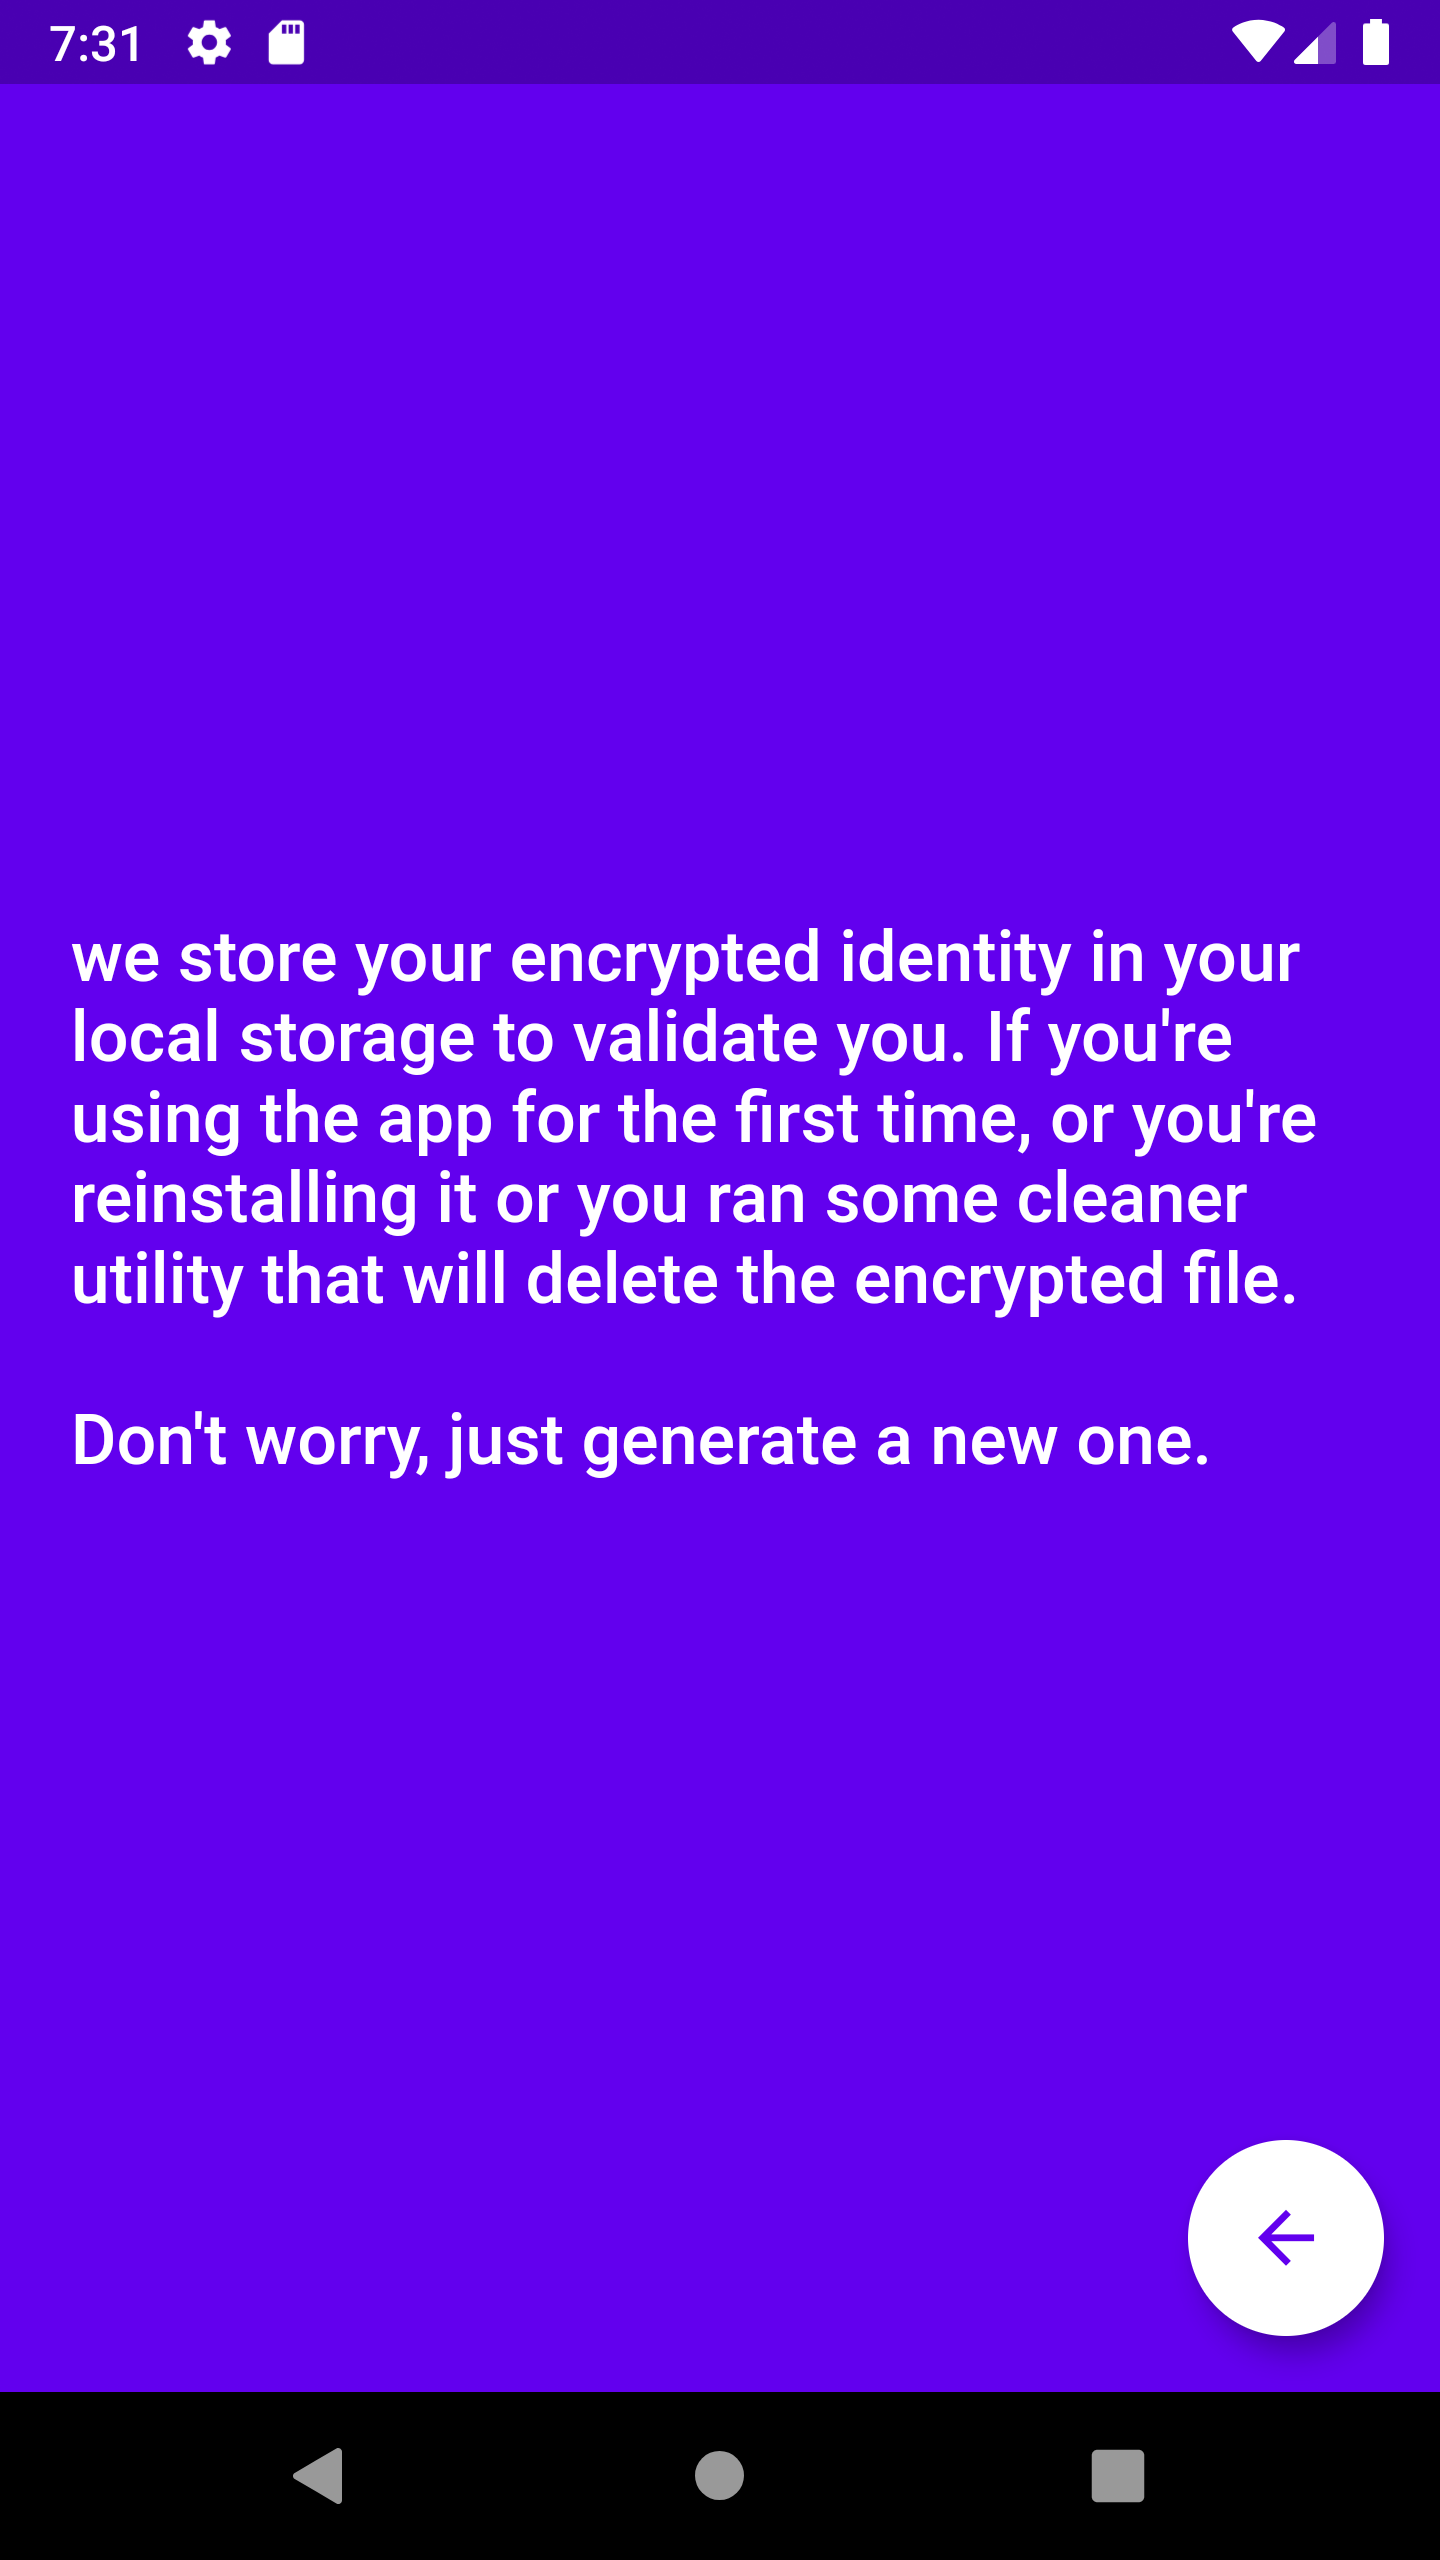 7:31
we store your encrypted identity in your
local storage to validate you. If you're
using the app for the first time, or you're
reinstalling it or you ran some cleaner
utility that will delete the encrypted file.
Don't worry, just generate a new one.